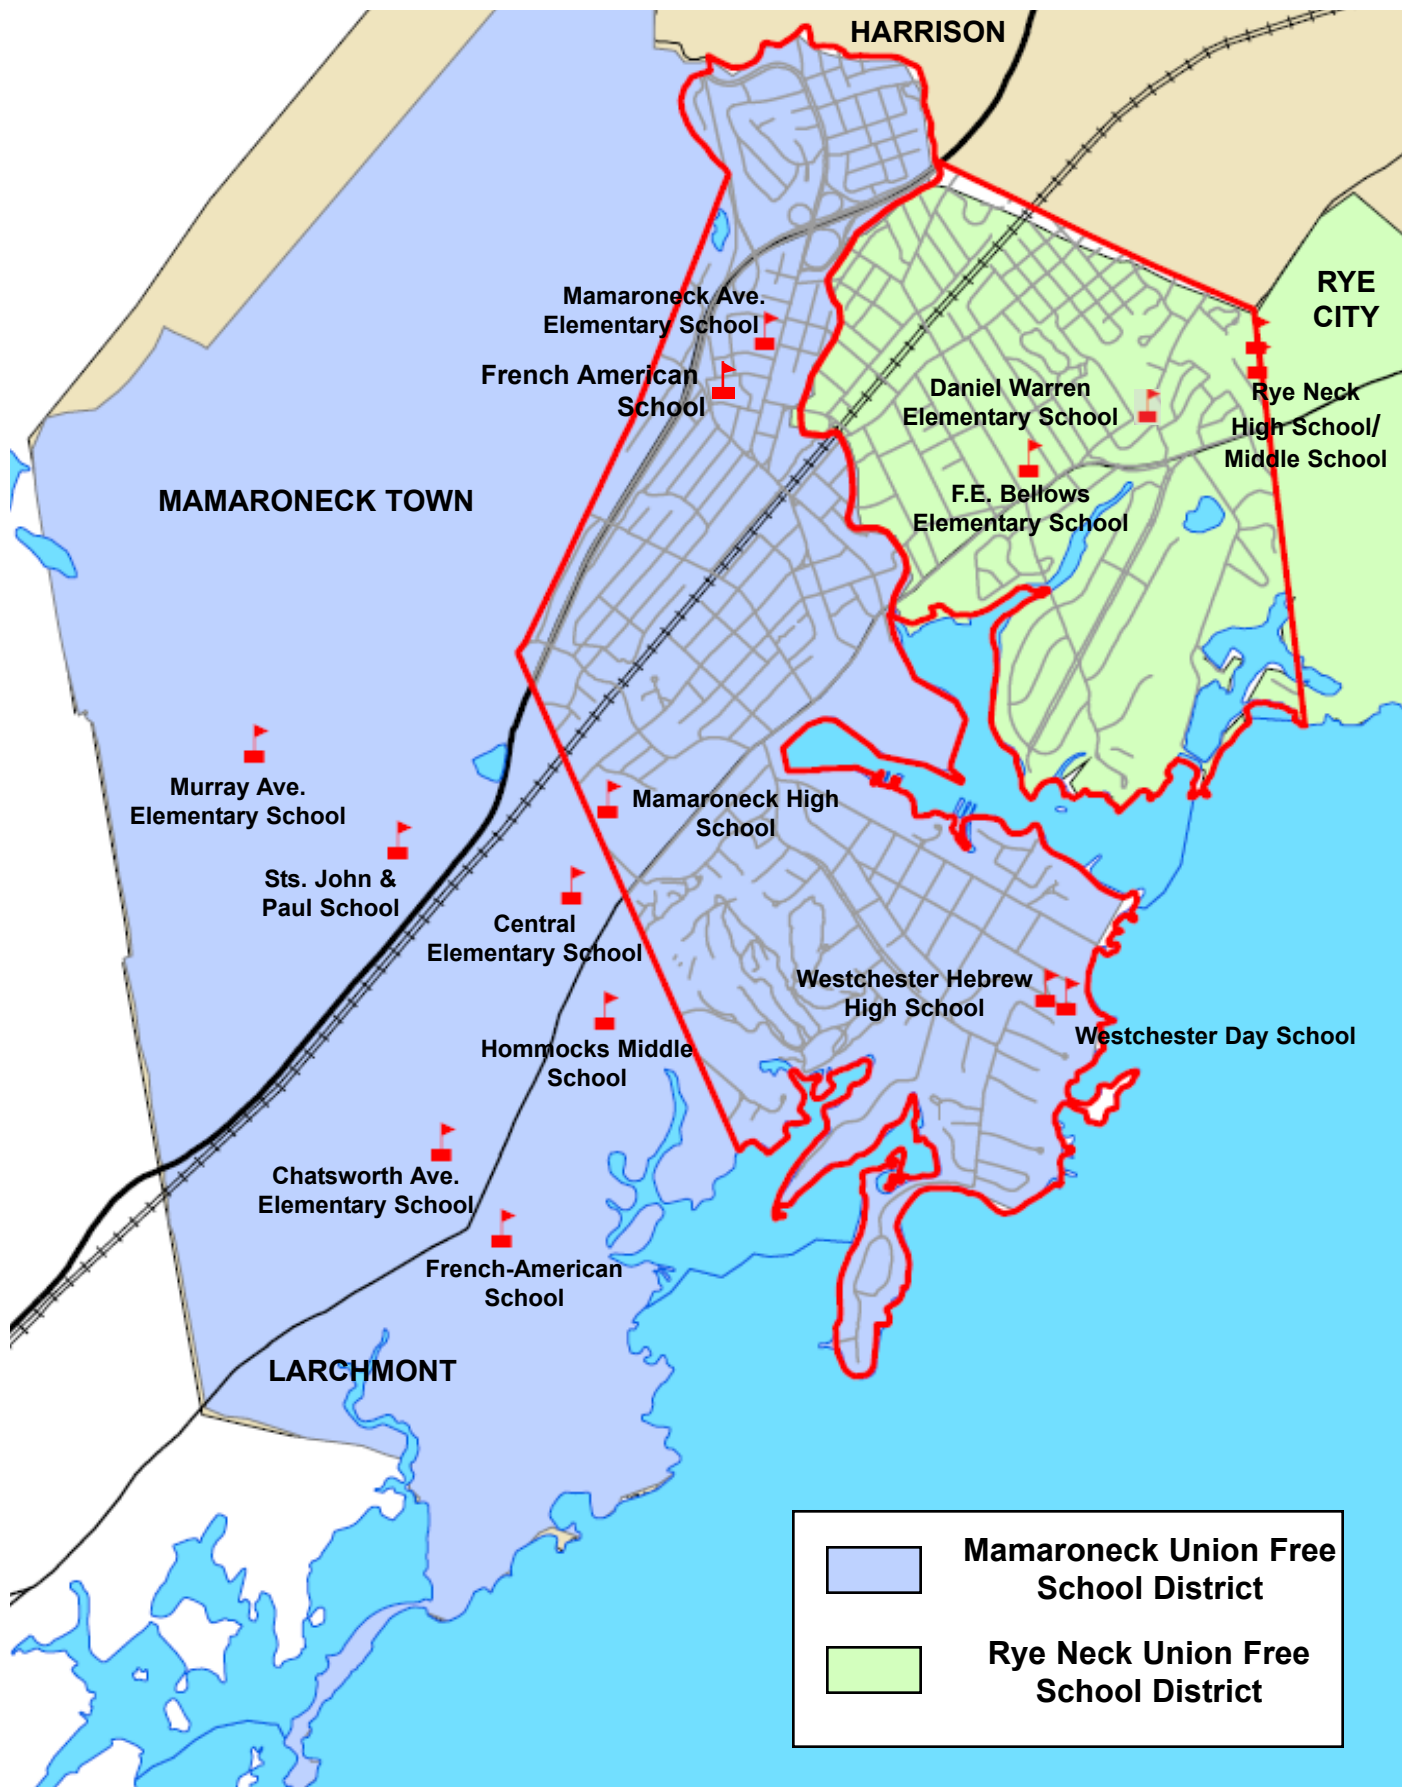 HARRISON
RYE
CITY
Mamaroneck Ave.
Elementary School
French American
School
Daniel Warren
Elementary School
Rye Neck
High School/
Middle School
F.E. Bellows
Elementary School
MAMARONECK TOWN
Murray Ave.
Elementary School
Mamaroneck High
School
Sts. John &
Paul School
Central
Elementary School
Westchester Hebrew
High School
Westchester Day School
Hommocks Middle
School
Chatsworth Ave.
Elementary School
French-American
School
LARCHMONT
Mamaroneck Union Free
School District
Rye Neck Union Free
School District